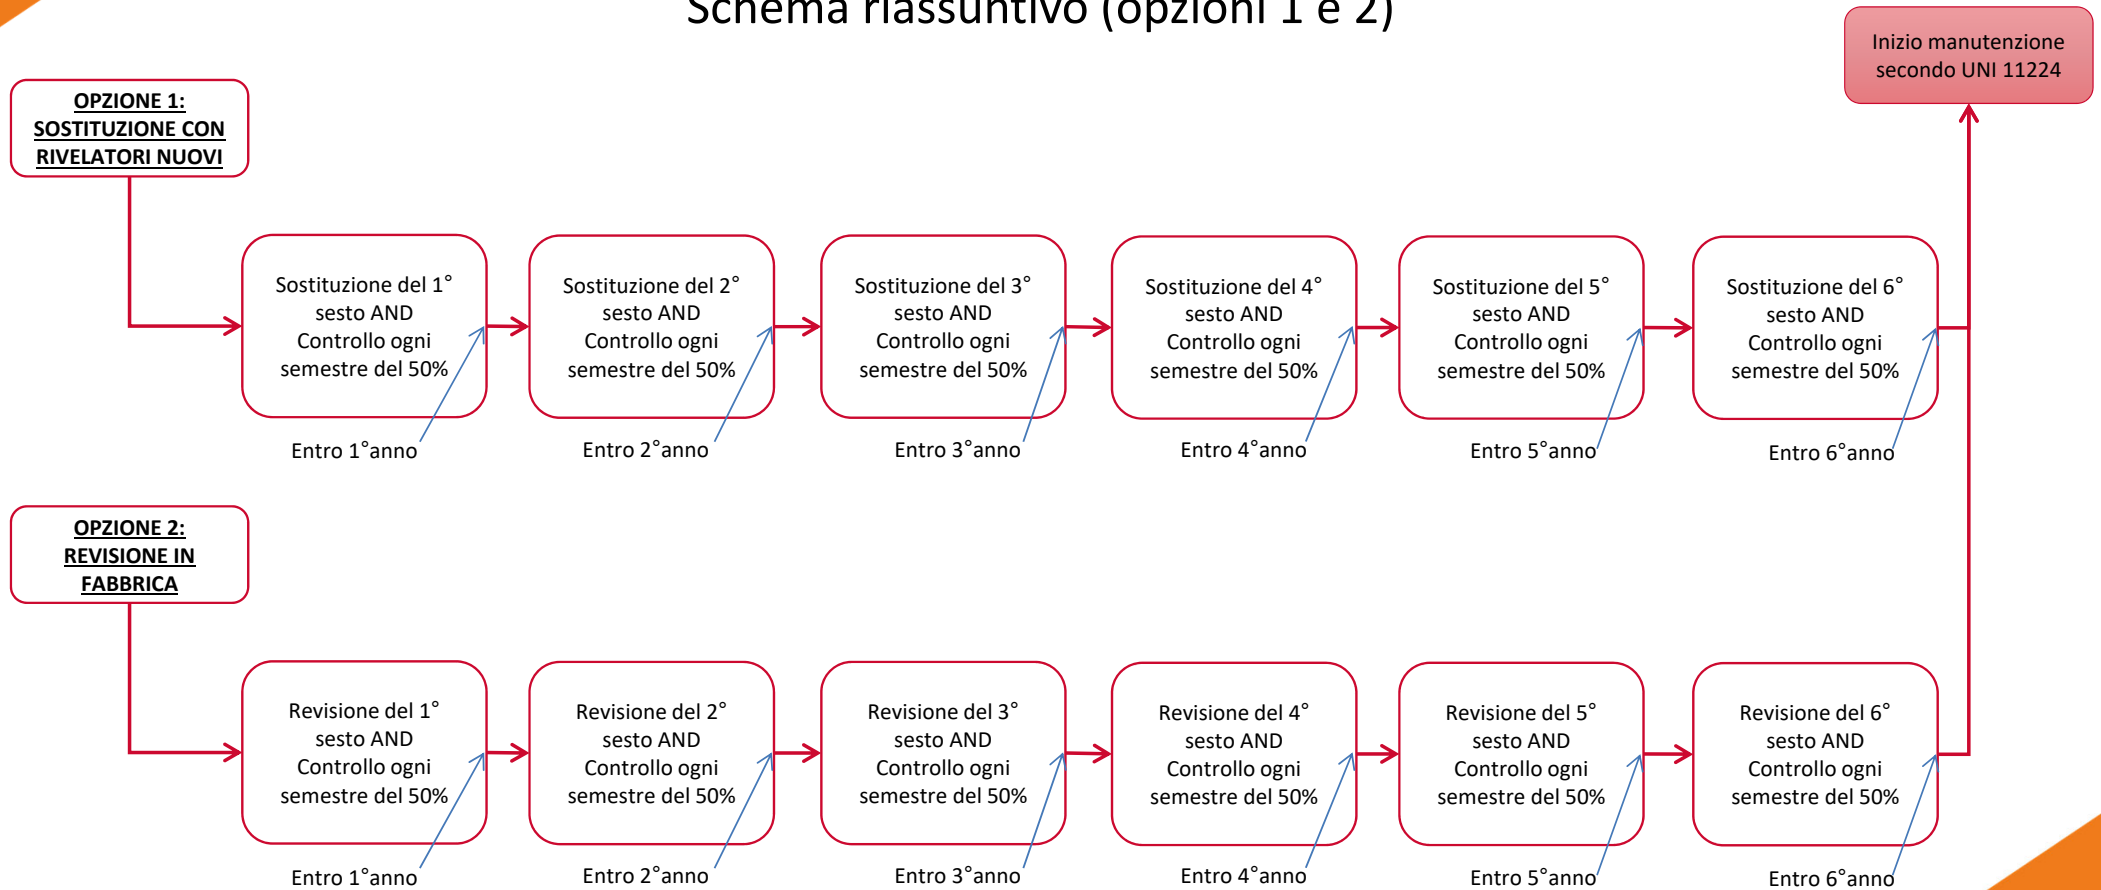 Schema riassuntivo (opzioni 1 e 2)
Inizio manutenzione
secondo UNI 11224
OPZIONE 1:
SOSTITUZIONE CON
RIVELATORI NUOVI
Sostituzione del 1°
sesto AND
Controllo ogni
semestre del 50%
Sostituzione del 2°
sesto AND
Controllo ogni
semestre del 50%
Sostituzione del 3°
sesto AND
Controllo ogni
semestre del 50%
Sostituzione del 4°
sesto AND
Controllo ogni
semestre del 50%
Sostituzione del 5°
sesto AND
Controllo ogni
semestre del 50%
Sostituzione del 6°
sesto AND
Controllo ogni
semestre del 50%
Entro 1°anno
Entro 2°anno
Entro 3°anno
Entro 4°anno
Entro 5°anno
Entro 6°anno
OPZIONE 2:
REVISIONE IN
FABBRICA
Revisione del 1°
sesto AND
Controllo ogni
semestre del 50%
Revisione del 2°
sesto AND
Controllo ogni
semestre del 50%
Revisione del 3°
sesto AND
Controllo ogni
semestre del 50%
Revisione del 4°
sesto AND
Controllo ogni
semestre del 50%
Revisione del 5°
sesto AND
Controllo ogni
semestre del 50%
Revisione del 6°
sesto AND
Controllo ogni
semestre del 50%
Entro 1°anno
Entro 2°anno
Entro 3°anno
Entro 4°anno
Entro 5°anno
Entro 6°anno